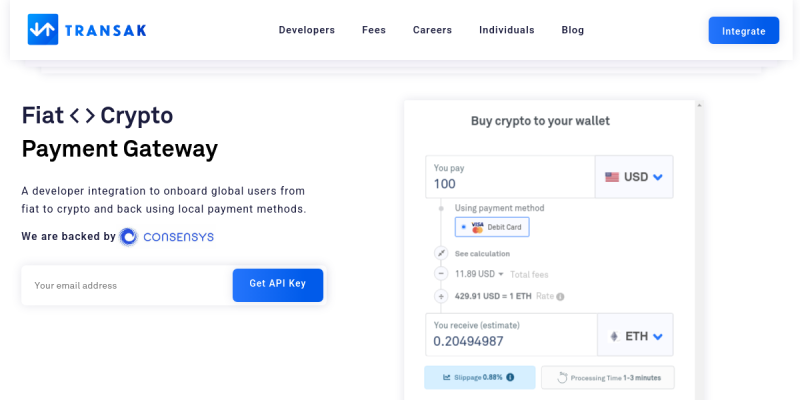 TRANSAK
Developers Fees Careers Individuals Blog
Integrate
Fiat < > Crypto
Payment Gateway
A developer integration to onboard global users from
fiat to crypto and back using local payment methods.
We are backed by CONSENSYS
Your email address
Get API Key
Buy crypto to your wallet
You pay
100
USD
Using payment method
VISA Debit Card
See calculation
11.89 USD Total fees
429.91 USD = 1 ETH Rate
You receive (estimate)
0.20494987
ETH
Slippage 0.88%
Processing Time 1-3 minutes